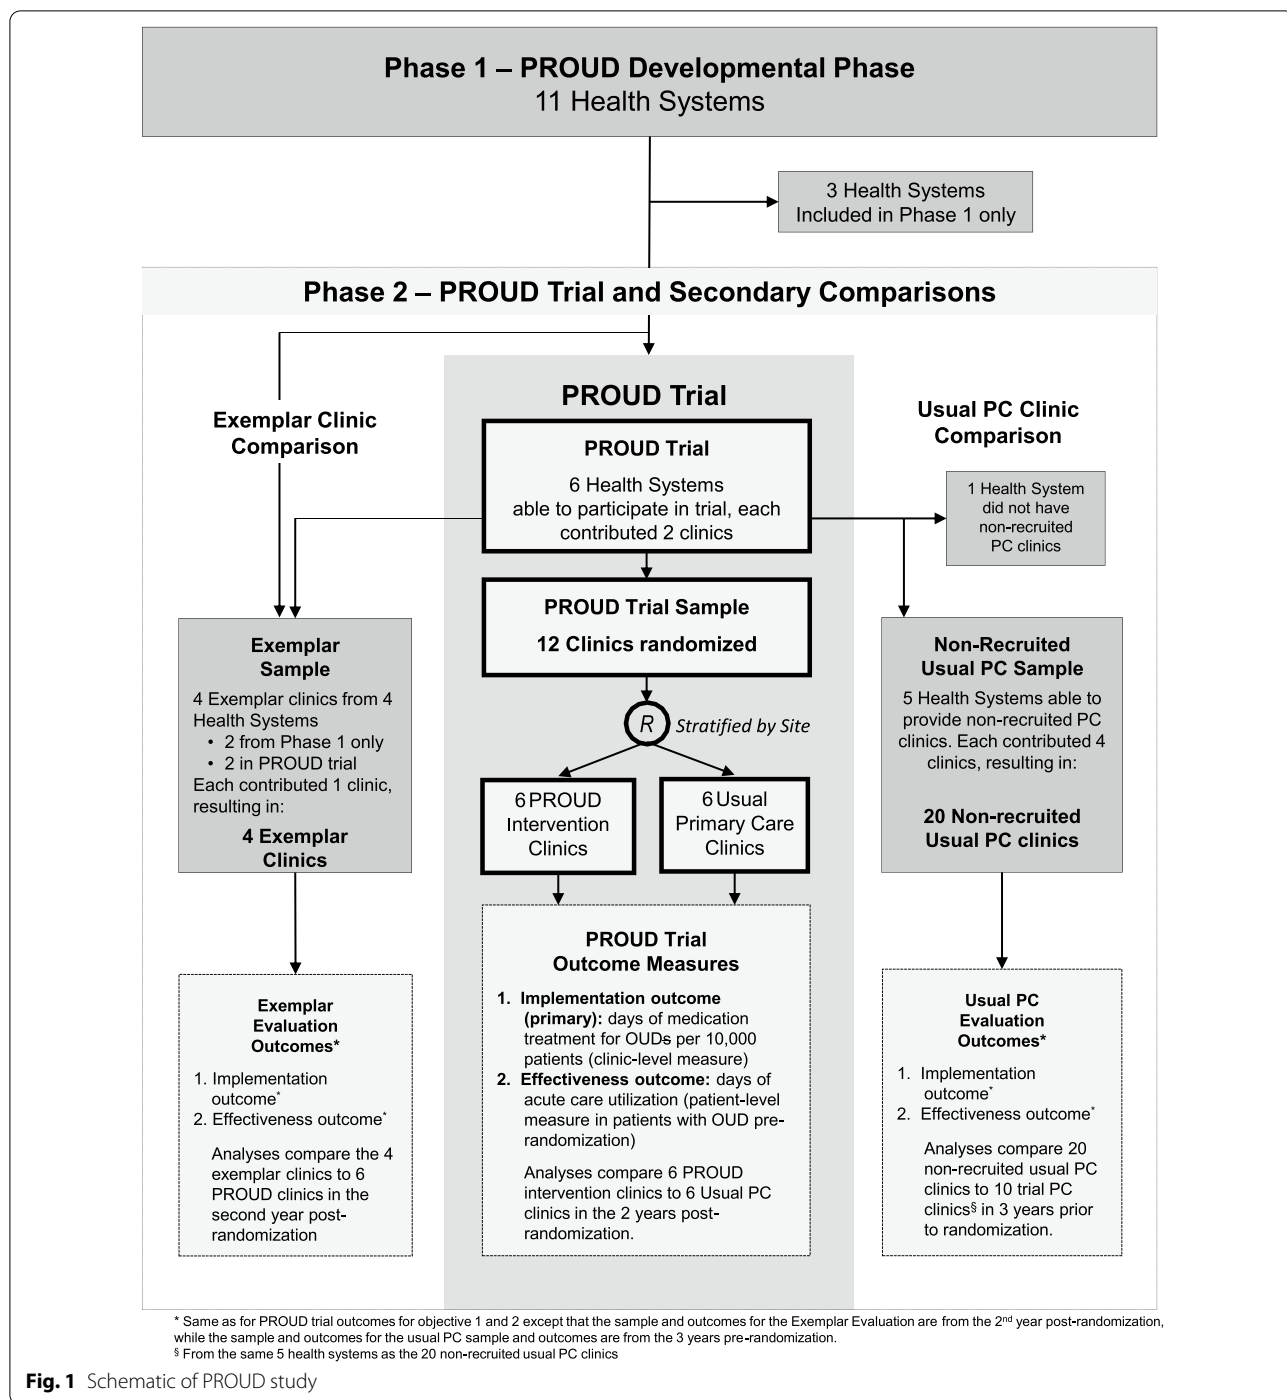 Phase 1 – PROUD Developmental Phase
11 Health Systems
3 Health Systems
Included in Phase 1 only
Phase 2 – PROUD Trial and Secondary Comparisons
Exemplar Clinic
Comparison
PROUD Trial
PROUD Trial
6 Health Systems
able to participate in trial, each
contributed 2 clinics
Usual PC Clinic
Comparison
1 Health System
did not have
non-recruited
PC clinics
PROUD Trial Sample
12 Clinics randomized
R
Stratified by Site
6 PROUD
Intervention
Clinics
6 Usual
Primary Care
Clinics
Exemplar
Sample
4 Exemplar clinics from 4
Health Systems
• 2 from Phase 1 only
• 2 in PROUD trial
Each contributed 1 clinic,
resulting in:
4 Exemplar
Clinics
Non-Recruited
Usual PC Sample
5 Health Systems able to
provide non-recruited PC
clinics. Each contributed 4
clinics, resulting in:
20 Non-recruited
Usual PC clinics
Exemplar
Evaluation
Outcomes*
1. Implementation
outcome*
2. Effectiveness outcome*
Analyses compare the 4
exemplar clinics to 6
PROUD clinics in the
second year post-
randomization
PROUD Trial
Outcome Measures
1. Implementation outcome
(primary): days of medication
treatment for OUDs per 10,000
patients (clinic-level measure)
2. Effectiveness outcome: days of
acute care utilization (patient-level
measure in patients with OUD pre-
randomization)
Analyses compare 6 PROUD
intervention clinics to 6 Usual PC
clinics in the 2 years post-
randomization.
Usual PC
Evaluation
Outcomes*
1. Implementation
outcome*
2. Effectiveness outcome*
Analyses compare 20
non-recruited usual PC
clinics to 10 trial PC
clinics§ in 3 years prior
to randomization.
* Same as for PROUD trial outcomes for objective 1 and 2 except that the sample and outcomes for the Exemplar Evaluation are from the 2nd year post-randomization,
while the sample and outcomes for the usual PC sample and outcomes are from the 3 years pre-randomization.
§ From the same 5 health systems as the 20 non-recruited usual PC clinics
Fig. 1 Schematic of PROUD study